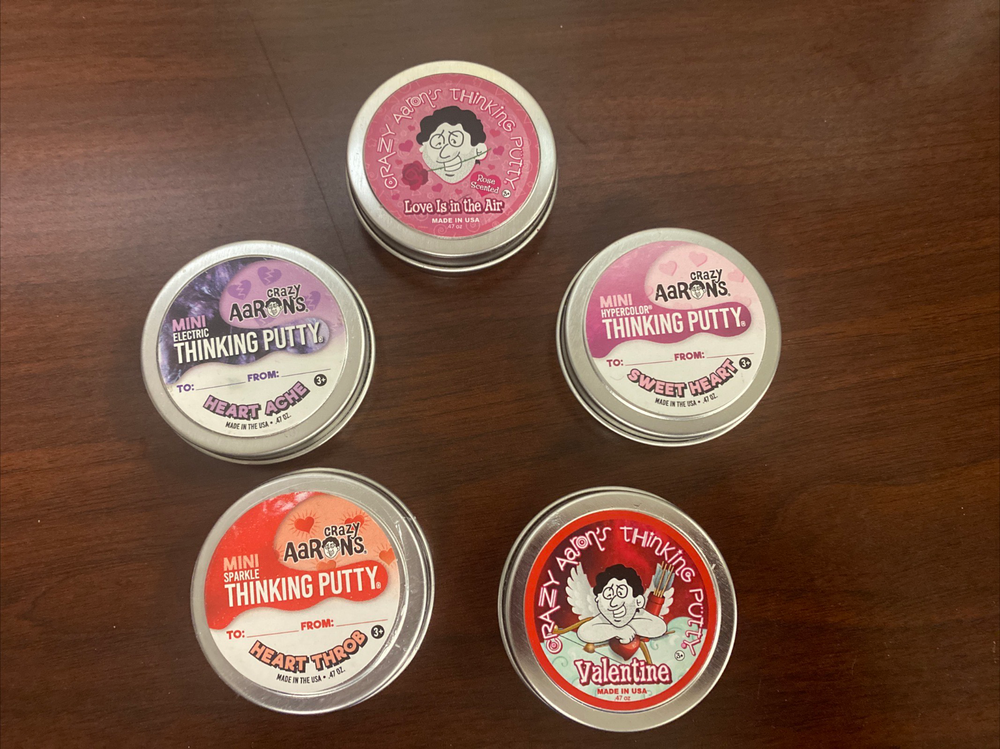 CRAZY AARON'S THINKING PUTTY
Rose
Scented
3+
Love Is in the Air
MADE IN USA
.47 oz
CRAZY
AARON'S.
MINI
ELECTRIC
THINKING PUTTY®
TO: FROM:
HEART ACHE 3+
MADE IN THE USA • .47 OZ.
CRAZY
AARON'S.
MINI
HYPERCOLOR®
THINKING PUTTY®
TO: FROM:
SWEET HEART 3+
MADE IN THE USA • .47 OZ.
CRAZY
AARON'S.
MINI
SPARKLE
THINKING PUTTY®
TO: FROM:
HEART THROB 3+
MADE IN THE USA • .47 OZ.
CRAZY AARON'S THINKING PUTTY
3+
Valentine
MADE IN USA
.47 oz